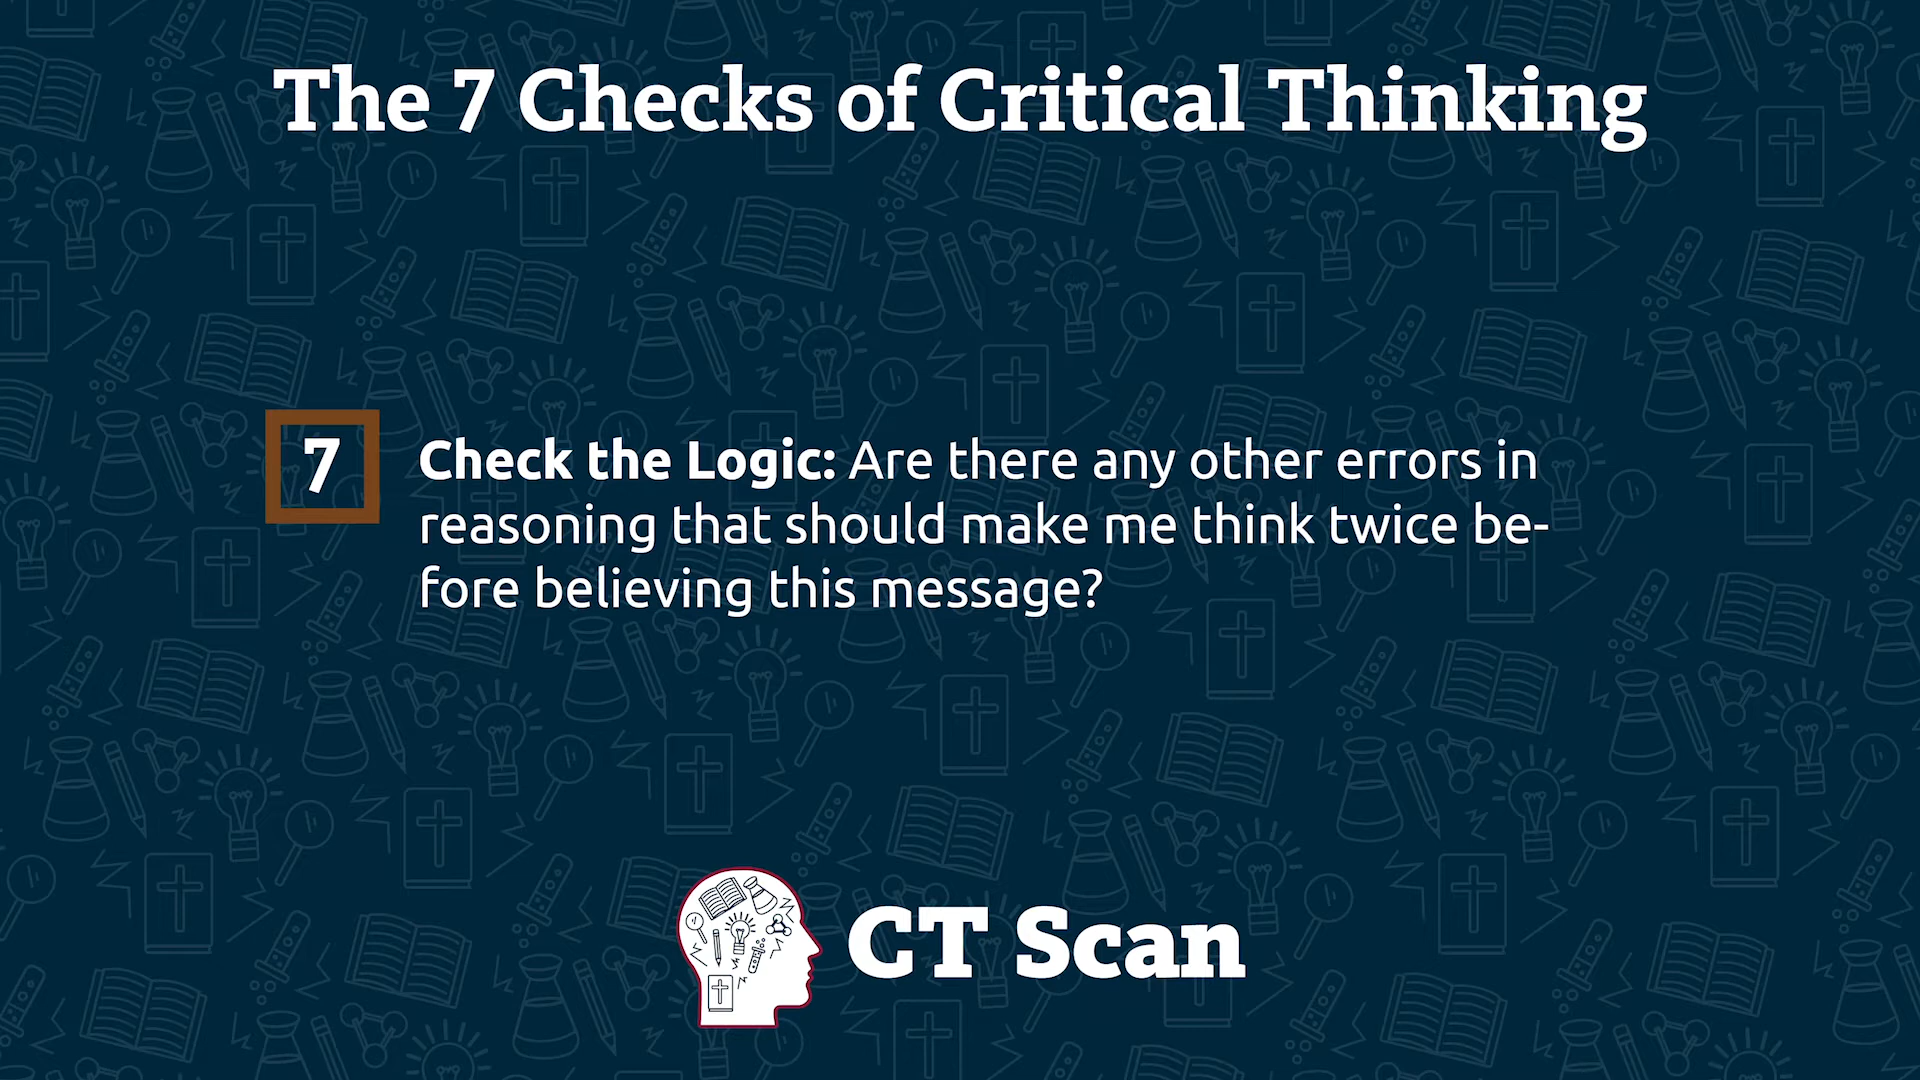 The 7 Checks of Critical Thinking
7
Check the Logic: Are there any other errors in
reasoning that should make me think twice be-
fore believing this message?
CT Scan